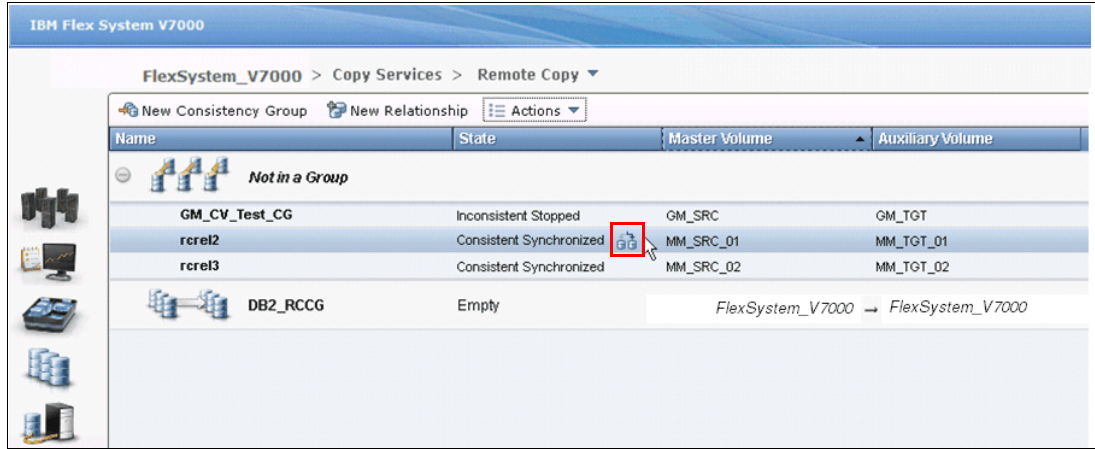 IBM Flex System V7000
FlexSystem_V7000 > Copy Services > Remote Copy
New Consistency Group New Relationship Actions
Name State Master Volume Auxiliary Volume
Not in a Group
GM_CV_Test_CG Inconsistent Stopped GM_SRC GM_TGT
rcrel2 Consistent Synchronized MM_SRC_01 MM_TGT_01
rcrel3 Consistent Synchronized MM_SRC_02 MM_TGT_02
DB2_RCCG Empty FlexSystem_V7000 → FlexSystem_V7000